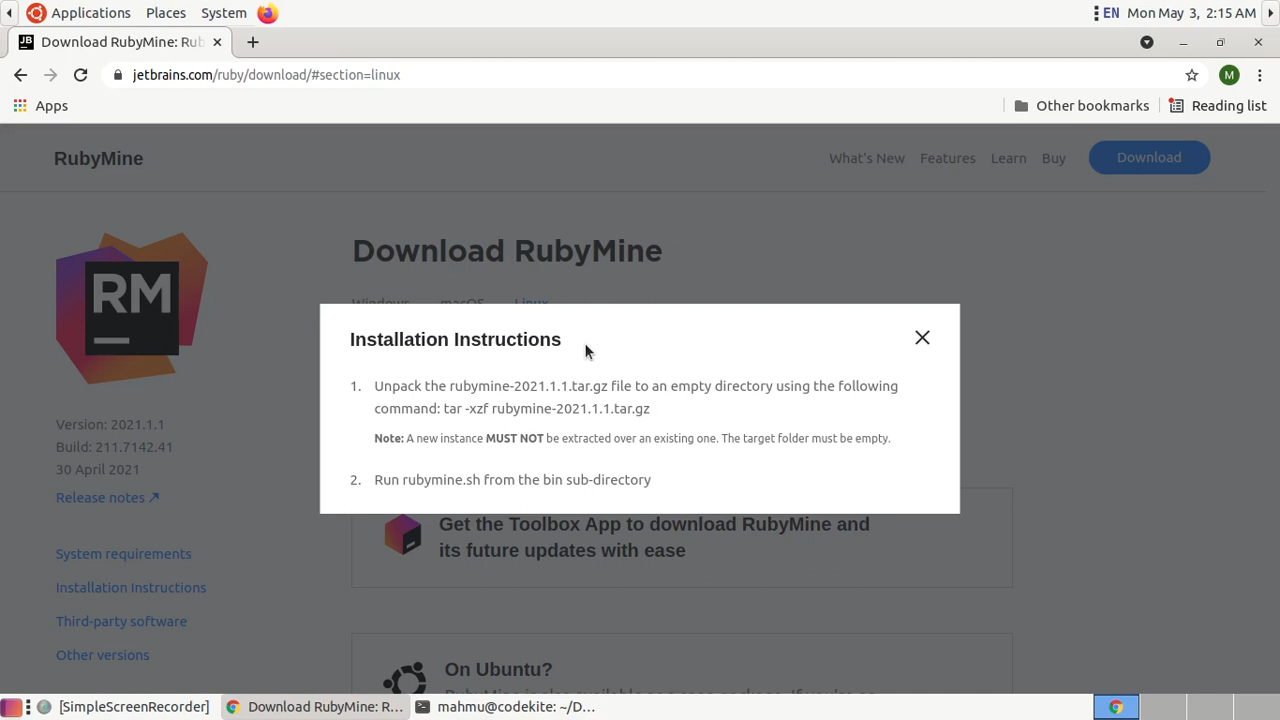 Applications Places System EN Mon May 3, 2:15 AM
JB Download RubyMine: Rub
jetbrains.com/ruby/download/#section=linux M
Apps Other bookmarks Reading list
RubyMine What's New Features Learn Buy Download
RM
Download RubyMine
Windows macOS Linux
Installation Instructions
1. Unpack the rubymine-2021.1.1.tar.gz file to an empty directory using the following
command: tar -xzf rubymine-2021.1.1.tar.gz
Note: A new instance MUST NOT be extracted over an existing one. The target folder must be empty.
2. Run rubymine.sh from the bin sub-directory
Version: 2021.1.1
Build: 211.7142.41
30 April 2021
Release notes
System requirements
Installation Instructions
Third-party software
Other versions
Get the Toolbox App to download RubyMine and
its future updates with ease
On Ubuntu?
[SimpleScreenRecorder] Download RubyMine: R... mahmu@codekite: ~/D...